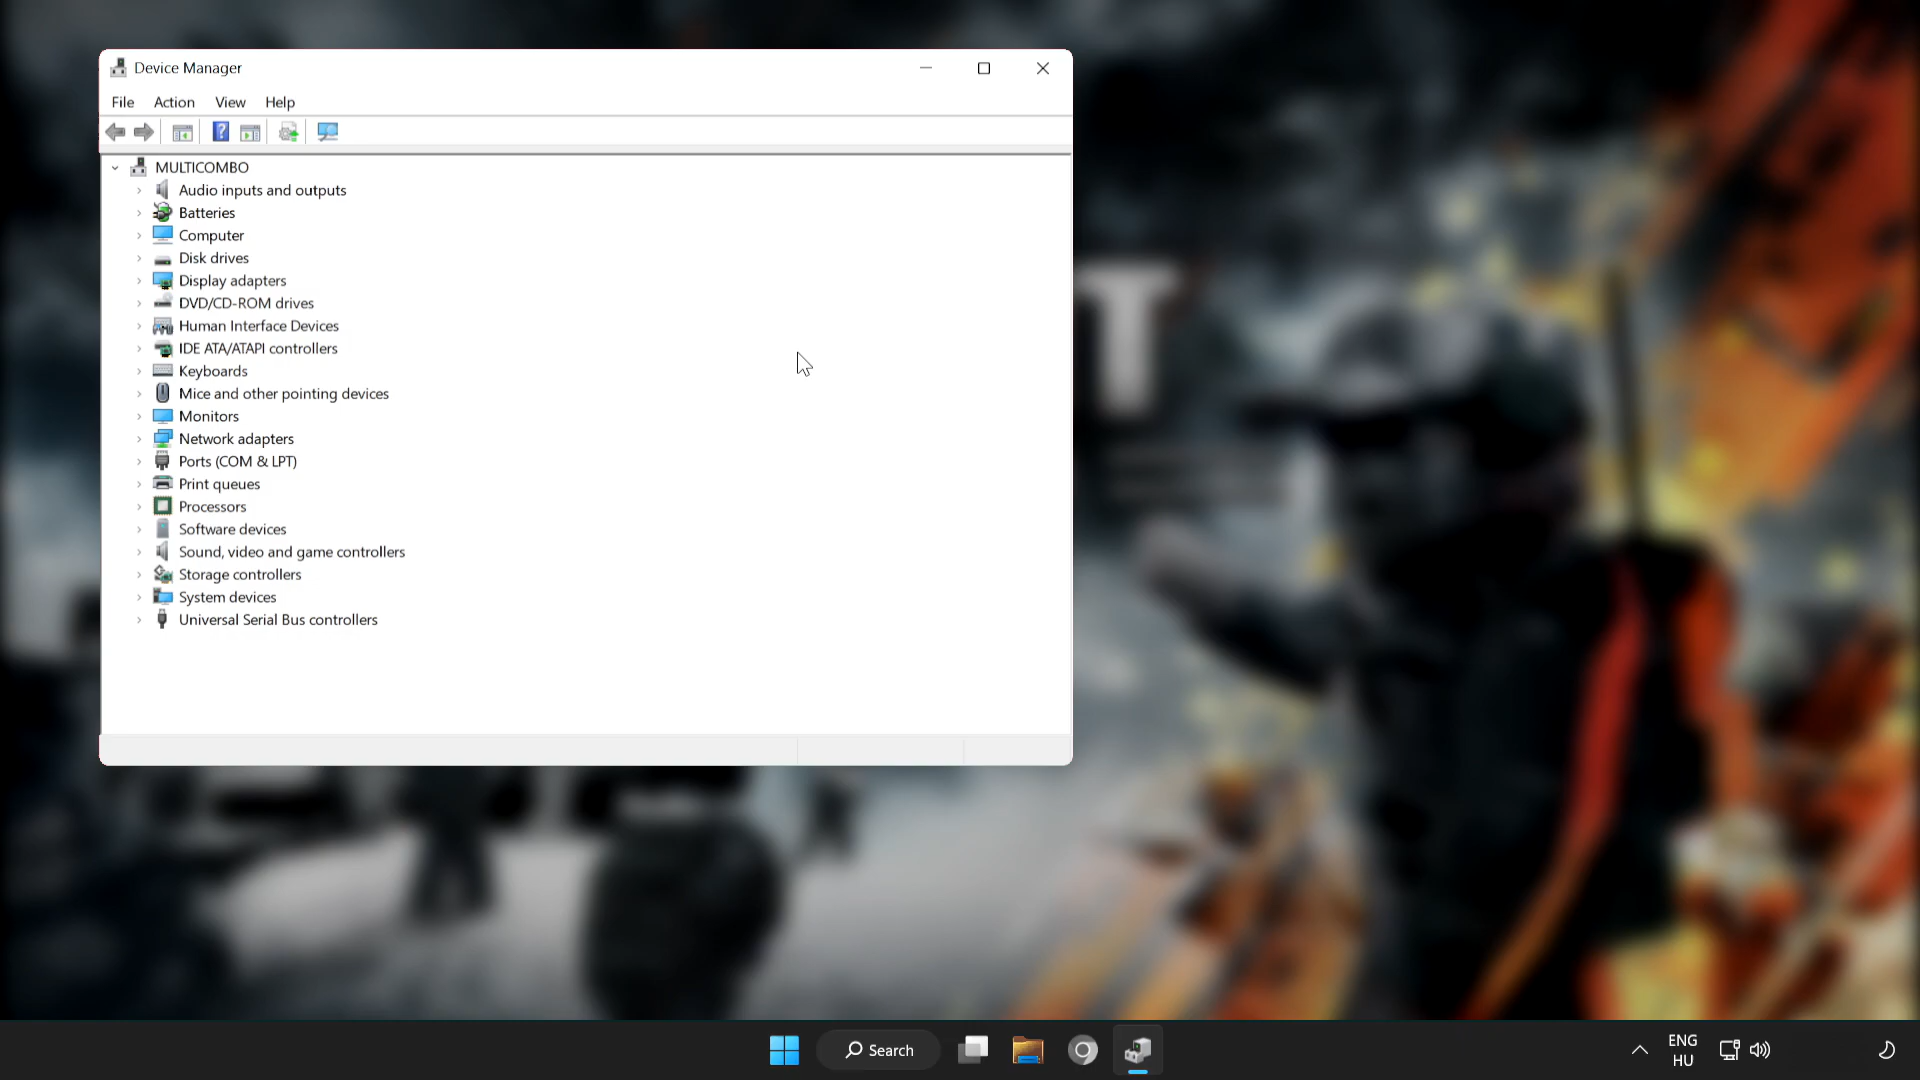 Device Manager
File Action View Help
MULTICOMBO
Audio inputs and outputs
Batteries
Computer
Disk drives
Display adapters
DVD/CD-ROM drives
Human Interface Devices
IDE ATA/ATAPI controllers
Keyboards
Mice and other pointing devices
Monitors
Network adapters
Ports (COM & LPT)
Print queues
Processors
Software devices
Sound, video and game controllers
Storage controllers
System devices
Universal Serial Bus controllers
T
Search
ENG
HU